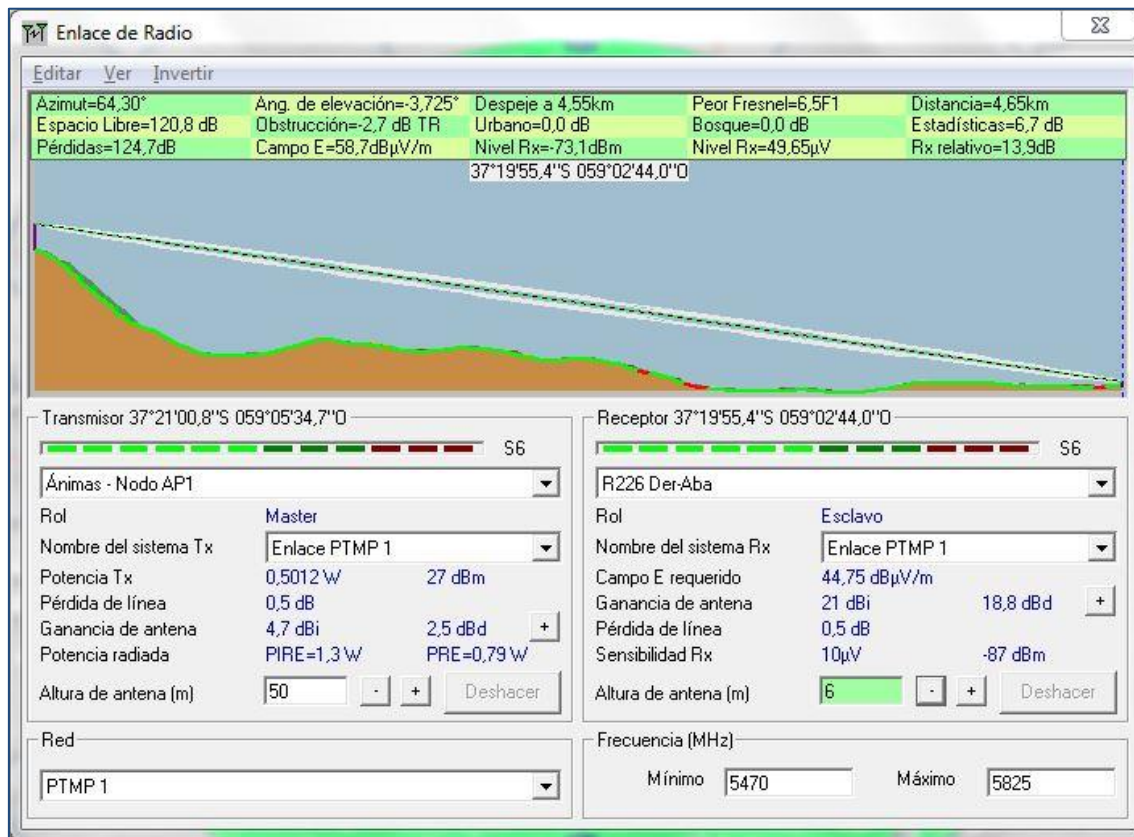 Enlace de Radio
Editar Ver Invertir
Azimut=64,30° Ang. de elevación=-3,725° Despeje a 4,55km Peor Fresnel=6,5F1 Distancia=4,65km
Espacio Libre=120,8 dB Obstrucción=-2,7 dB TR Urbano=0,0 dB Bosque=0,0 dB Estadísticas=6,7 dB
Pérdidas=124,7dB Campo E=58,7dBµV/m Nivel Rx=-73,1dBm Nivel Rx=49,65µV Rx relativo=13,9dB
37°19'55,4"S 059°02'44,0"O
Transmisor 37°21'00,8"S 059°05'34,7"O
S6
Ánimas - Nodo AP1
Rol Master
Nombre del sistema Tx Enlace PTMP 1
Potencia Tx 0,5012 W 27 dBm
Pérdida de línea 0,5 dB
Ganancia de antena 4,7 dBi 2,5 dBd +
Potencia radiada PIRE=1,3 W PRE=0,79 W
Altura de antena (m) 50 - + Deshacer
Red
PTMP 1
Receptor 37°19'55,4"S 059°02'44,0"O
S6
R226 Der-Aba
Rol Esclavo
Nombre del sistema Rx Enlace PTMP 1
Campo E requerido 44,75 dBµV/m
Ganancia de antena 21 dBi 18,8 dBd +
Pérdida de línea 0,5 dB
Sensibilidad Rx 10µV -87 dBm
Altura de antena (m) 6 - + Deshacer
Frecuencia (MHz)
Mínimo 5470 Máximo 5825